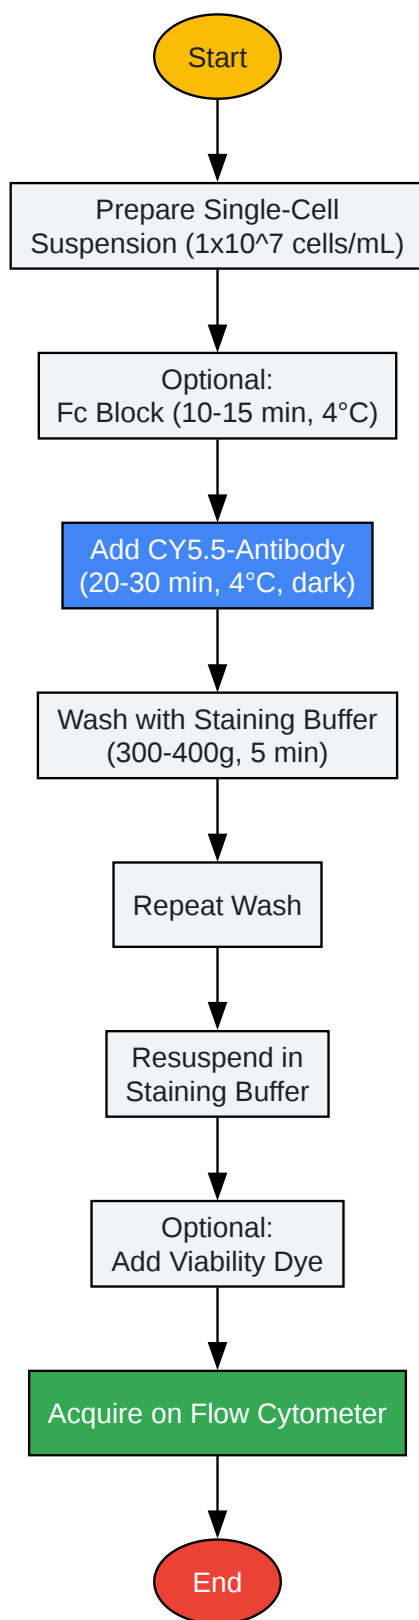 Start
Prepare Single-Cell
Suspension (1x10^7 cells/mL)
Optional:
Fc Block (10-15 min, 4°C)
Add CY5.5-Antibody
(20-30 min, 4°C, dark)
Wash with Staining Buffer
(300-400g, 5 min)
Repeat Wash
Resuspend in
Staining Buffer
Optional:
Add Viability Dye
Acquire on Flow Cytometer
End